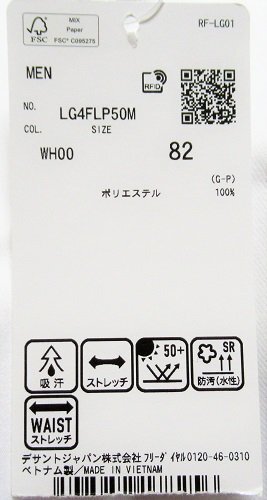 FSC
MIX
Paper
FSC® C095275
RF-LG01
MEN
RFID
NO. LG4FLP50M
COL. SIZE
WH00 82
(G-P)
ポリエステル 100%
吸汗
ストレッチ
50+
SR
防汚(水性)
WAIST
ストレッチ
デサントジャパン株式会社 フリーダイヤル0120-46-0310
ベトナム製/MADE IN VIETNAM